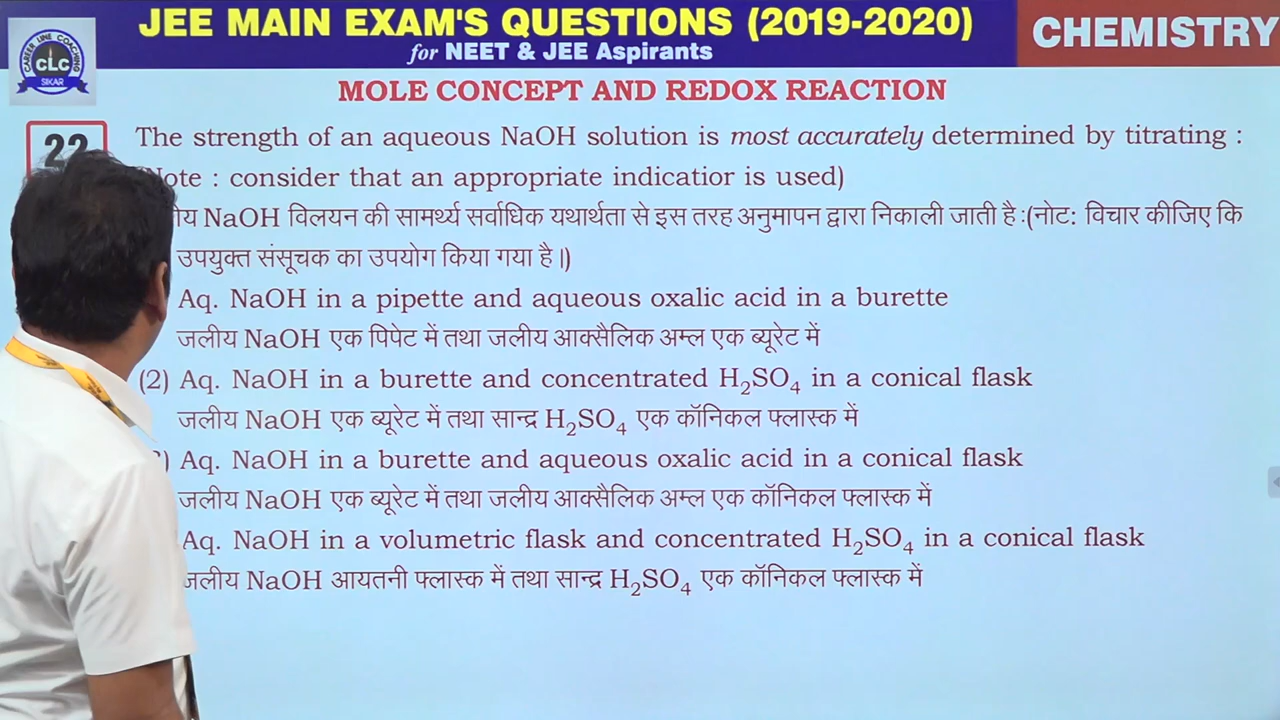 JEE MAIN EXAM'S QUESTIONS (2019-2020)
for NEET & JEE Aspirants
CHEMISTRY
CAREER LINE COACHING
CLC
SIKAR
MOLE CONCEPT AND REDOX REACTION
22
The strength of an aqueous NaOH solution is most accurately determined by titrating :
Note : consider that an appropriate indicatior is used)
NaOH विलयन की सामर्थ्य सर्वाधिक यथार्थता से इस तरह अनुमापन द्वारा निकाली जाती है :(नोट: विचार कीजिए कि
उपयुक्त संसूचक का उपयोग किया गया है।)
Aq. NaOH in a pipette and aqueous oxalic acid in a burette
जलीय NaOH एक पिपेट में तथा जलीय आक्सैलिक अम्ल एक ब्यूरेट में
(2) Aq. NaOH in a burette and concentrated H₂SO₄ in a conical flask
जलीय NaOH एक ब्यूरेट में तथा सान्द्र H₂SO₄ एक कॉनिकल फ्लास्क में
) Aq. NaOH in a burette and aqueous oxalic acid in a conical flask
जलीय NaOH एक ब्यूरेट में तथा जलीय आक्सैलिक अम्ल एक कॉनिकल फ्लास्क में
Aq. NaOH in a volumetric flask and concentrated H₂SO₄ in a conical flask
जलीय NaOH आयतनी फ्लास्क में तथा सान्द्र H₂SO₄ एक कॉनिकल फ्लास्क में